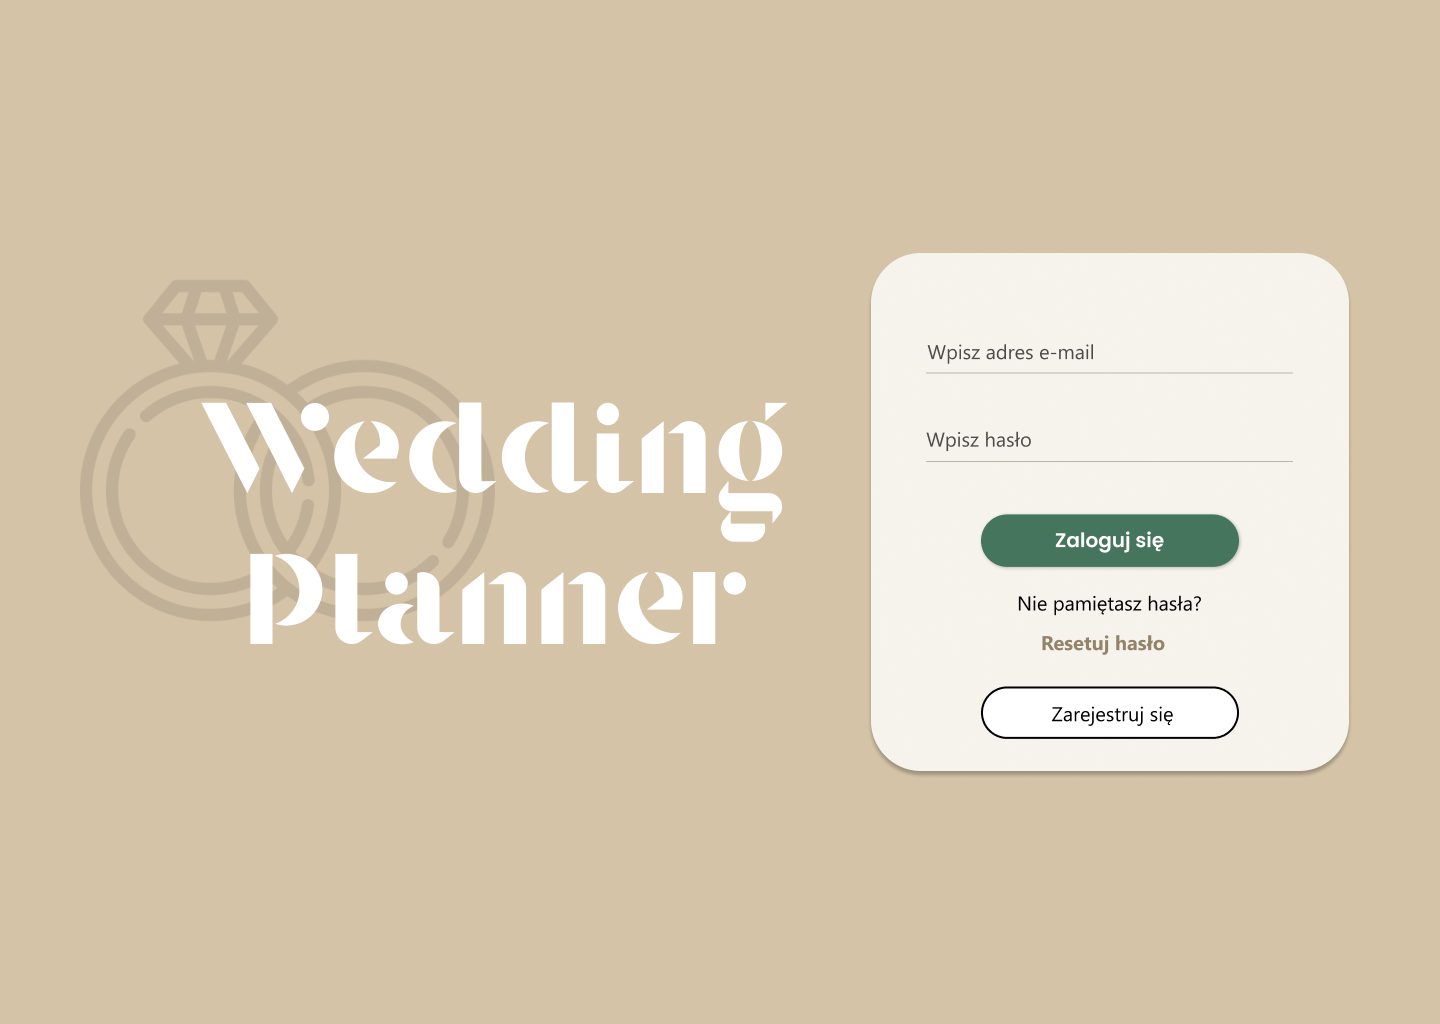 Wedding
Planner
Wpisz adres e-mail
Wpisz hasło
Zaloguj się
Nie pamiętasz hasła?
Resetuj hasło
Zarejestruj się